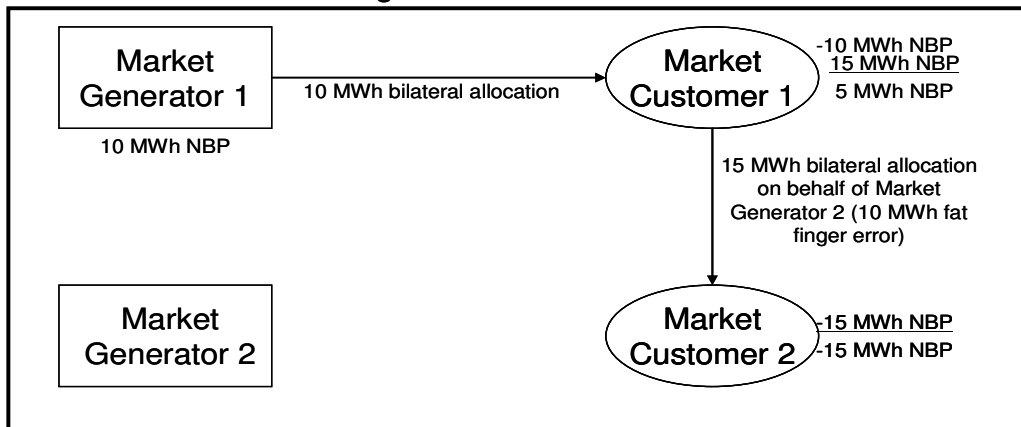 Market
Generator 1
10 MWh NBP
10 MWh bilateral allocation
Market
Customer 1
-10 MWh NBP
15 MWh NBP
5 MWh NBP
15 MWh bilateral allocation
on behalf of Market
Generator 2 (10 MWh fat
finger error)
Market
Generator 2
Market
Customer 2
-15 MWh NBP
-15 MWh NBP